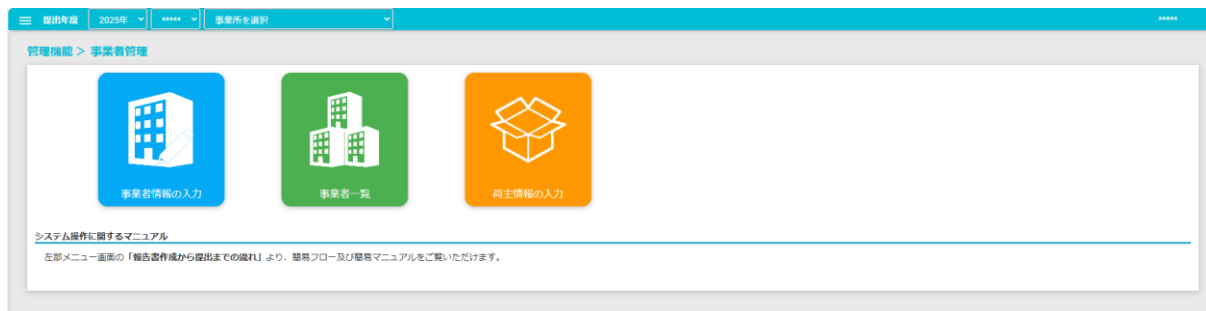 提出年度 2025年 ***** 事業所を選択 *****
管理機能 > 事業者管理
事業者情報の入力 事業者一覧 荷主情報の入力
システム操作に関するマニュアル
左部メニュー画面の「報告書作成から提出までの流れ」より、簡易フロー及び簡易マニュアルをご覧いただけます。